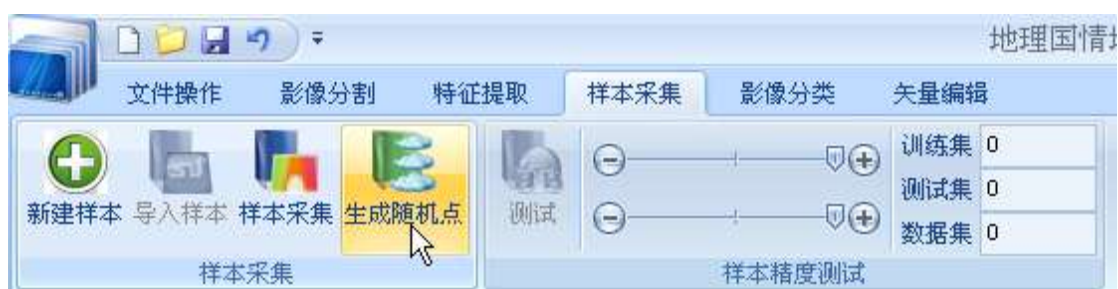 地理国情
文件操作 影像分割 特征提取 样本采集 影像分类 矢量编辑
新建样本 导入样本 样本采集 生成随机点 测试
训练集 0
测试集 0
数据集 0
样本采集 样本精度测试